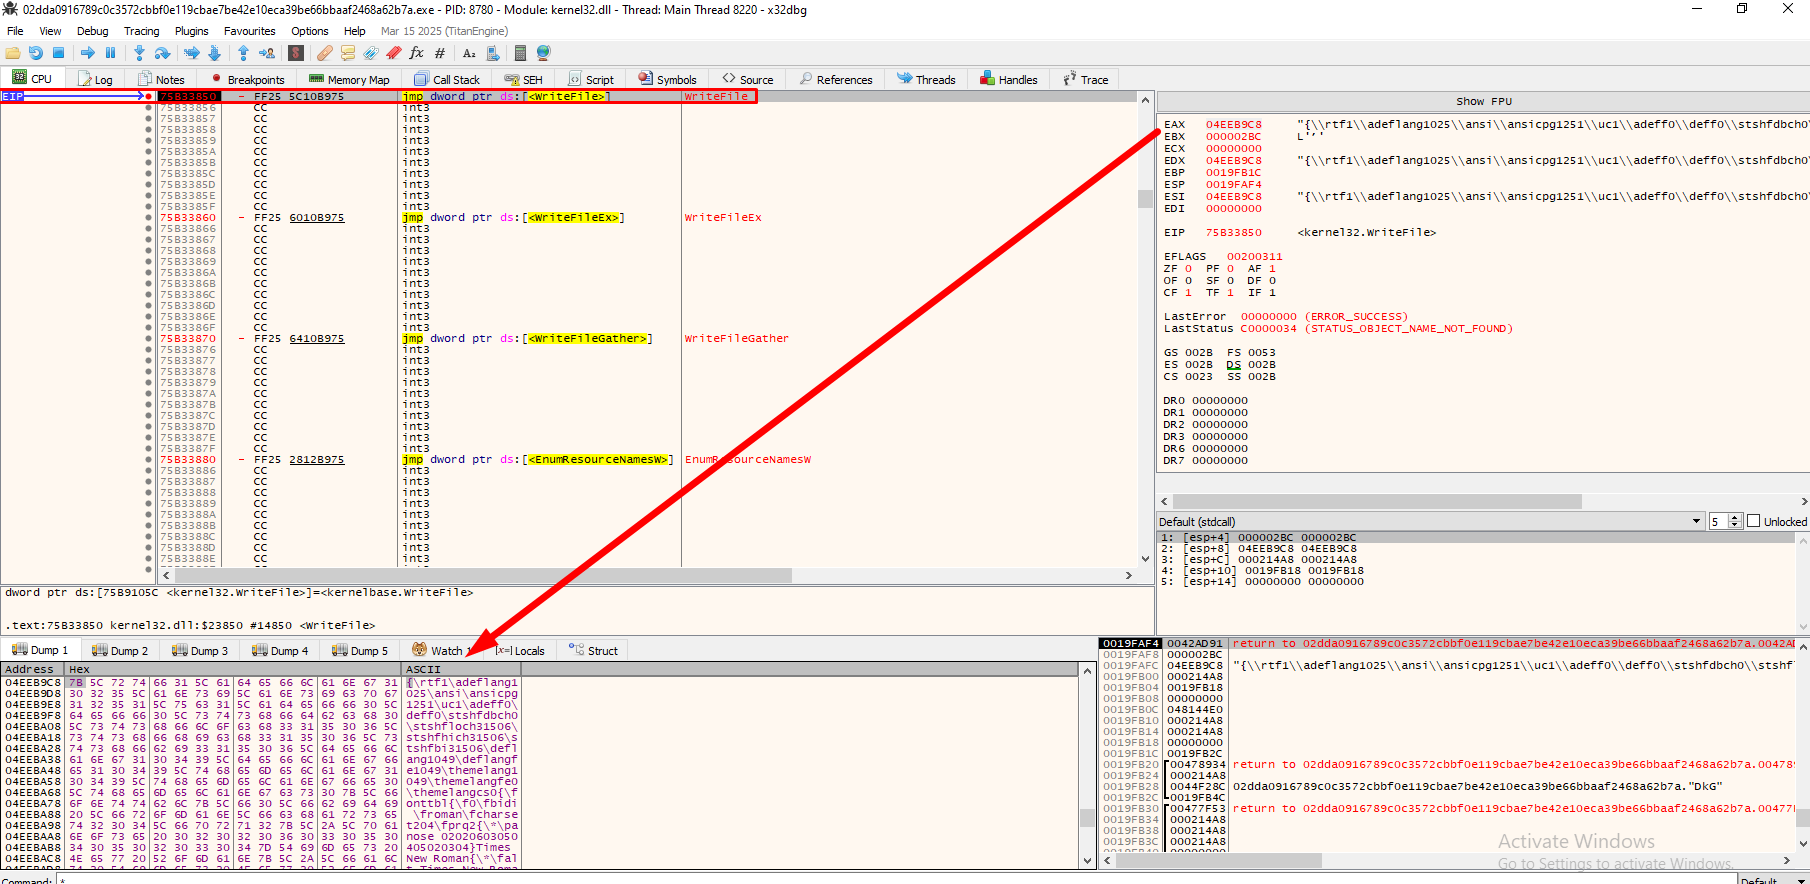 02dda0916789c0c3572cbbf0e119cbae7be42e10eca39be66bbaaf2468a62b7a.exe - PID: 8780 - Module: kernel32.dll - Thread: Main Thread 8220 - x32dbg
File View Debug Tracing Plugins Favourites Options Help Mar 15 2025 (TitanEngine)
CPU Log Notes Breakpoints Memory Map Call Stack SEH Script Symbols Source References Threads Handles Trace
EIP
75B33850 - FF25 5C10B975 jmp dword ptr ds:[<WriteFile>] WriteFile
75B33856 CC int3
75B33857 CC int3
75B33858 CC int3
75B33859 CC int3
75B3385A CC int3
75B3385B CC int3
75B3385C CC int3
75B3385D CC int3
75B3385E CC int3
75B3385F CC int3
75B33860 - FF25 6010B975 jmp dword ptr ds:[<WriteFileEx>] WriteFileEx
75B33866 CC int3
75B33867 CC int3
75B33868 CC int3
75B33869 CC int3
75B3386A CC int3
75B3386B CC int3
75B3386C CC int3
75B3386D CC int3
75B3386E CC int3
75B3386F CC int3
75B33870 - FF25 6410B975 jmp dword ptr ds:[<WriteFileGather>] WriteFileGather
75B33876 CC int3
75B33877 CC int3
75B33878 CC int3
75B33879 CC int3
75B3387A CC int3
75B3387B CC int3
75B3387C CC int3
75B3387D CC int3
75B3387E CC int3
75B3387F CC int3
75B33880 - FF25 2812B975 jmp dword ptr ds:[<EnumResourceNamesW>] EnumResourceNamesW
75B33886 CC int3
75B33887 CC int3
75B33888 CC int3
75B33889 CC int3
75B3388A CC int3
75B3388B CC int3
75B3388C CC int3
75B3388D CC int3
75B3388E CC int3
Show FPU
EAX 04EEB9C8 "{\\rtf1\\adeflang1025\\ansi\\ansicpg1251\\uc1\\adeff0\\deff0\\stshfdbch0\
EBX 000002BC L'ʼ'
ECX 00000000
EDX 04EEB9C8 "{\\rtf1\\adeflang1025\\ansi\\ansicpg1251\\uc1\\adeff0\\deff0\\stshfdbch0\
EBP 0019FB1C
ESP 0019FAF4
ESI 04EEB9C8 "{\\rtf1\\adeflang1025\\ansi\\ansicpg1251\\uc1\\adeff0\\deff0\\stshfdbch0\
EDI 00000000
EIP 75B33850 <kernel32.WriteFile>
EFLAGS 00200311
ZF 0 PF 0 AF 1
OF 0 SF 0 DF 0
CF 1 TF 1 IF 1
LastError 00000000 (ERROR_SUCCESS)
LastStatus C0000034 (STATUS_OBJECT_NAME_NOT_FOUND)
GS 002B FS 0053
ES 002B DS 002B
CS 0023 SS 002B
DR0 00000000
DR1 00000000
DR2 00000000
DR3 00000000
DR6 00000000
DR7 00000000
Default (stdcall) 5 Unlocked
1: [esp+4] 000002BC 000002BC
2: [esp+8] 04EEB9C8 04EEB9C8
3: [esp+C] 000214A8 000214A8
4: [esp+10] 0019FB18 0019FB18
5: [esp+14] 00000000 00000000
dword ptr ds:[75B9105C <kernel32.WriteFile>]=<kernelbase.WriteFile>
.text:75B33850 kernel32.dll:$23850 #14850 <WriteFile>
Dump 1 Dump 2 Dump 3 Dump 4 Dump 5 Watch 1 [x=] Locals Struct
Address Hex ASCII
04EEB9C8 7B 5C 72 74 66 31 5C 61 64 65 66 6C 61 6E 67 31 {\rtf1\adeflang1
04EEB9D8 30 32 35 5C 61 6E 73 69 5C 61 6E 73 69 63 70 67 025\ansi\ansicpg
04EEB9E8 31 32 35 31 5C 75 63 31 5C 61 64 65 66 66 30 5C 1251\uc1\adeff0\
04EEB9F8 64 65 66 66 30 5C 73 74 73 68 66 64 62 63 68 30 deff0\stshfdbch0
04EEBA08 5C 73 74 73 68 66 6C 6F 63 68 33 31 35 30 36 5C \stshfloch31506\
04EEBA18 73 74 73 68 66 68 69 63 68 33 31 35 30 36 5C 73 stshfhich31506\s
04EEBA28 74 73 68 66 62 69 33 31 35 30 36 5C 64 65 66 6C tshfbi31506\defl
04EEBA38 61 6E 67 31 30 34 39 5C 64 65 66 6C 61 6E 67 66 ang1049\deflangf
04EEBA48 65 31 30 34 39 5C 74 68 65 6D 65 6C 61 6E 67 31 e1049\themelang1
04EEBA58 30 34 39 5C 74 68 65 6D 65 6C 61 6E 67 66 65 30 049\themelangfe0
04EEBA68 5C 74 68 65 6D 65 6C 61 6E 67 63 73 30 7B 5C 66 \themelangcs0{\f
04EEBA78 6F 6E 74 74 62 6C 7B 5C 66 30 5C 66 62 69 64 69 onttbl{\f0\fbidi
04EEBA88 20 5C 66 72 6F 6D 61 6E 5C 66 63 68 61 72 73 65 \froman\fcharse
04EEBA98 74 32 30 34 5C 66 70 72 71 32 7B 5C 2A 5C 70 61 t204\fprq2{\*\pa
04EEBAA8 6E 6F 73 65 20 30 32 30 32 30 36 30 33 30 35 30 nose 02020603050
04EEBAB8 34 30 35 30 32 30 33 30 34 7D 54 69 6D 65 73 20 405020304}Times
04EEBAC8 4E 65 77 20 52 6F 6D 61 6E 7B 5C 2A 5C 66 61 6C New Roman{\*\fal
0019FAF4 0042AD91 return to 02dda0916789c0c3572cbbf0e119cbae7be42e10eca39be66bbaaf2468a62b7a.0042A
0019FAF8 000002BC
0019FAFC 04EEB9C8 "{\\rtf1\\adeflang1025\\ansi\\ansicpg1251\\uc1\\adeff0\\deff0\\stshfdbch0\\stshf
0019FB00 000214A8
0019FB04 0019FB18
0019FB08 00000000
0019FB0C 048144E0
0019FB10 000214A8
0019FB14 000214A8
0019FB18 00000000
0019FB1C 0019FB2C
0019FB20 00478934 return to 02dda0916789c0c3572cbbf0e119cbae7be42e10eca39be66bbaaf2468a62b7a.00478
0019FB24 000214A8
0019FB28 0044F28C 02dda0916789c0c3572cbbf0e119cbae7be42e10eca39be66bbaaf2468a62b7a."DkG"
0019FB2C 0019FB4C
0019FB30 00477F53 return to 02dda0916789c0c3572cbbf0e119cbae7be42e10eca39be66bbaaf2468a62b7a.00477
0019FB34 000214A8
0019FB38 000214A8
0019FB3C 000214A8
Activate Windows
Go to Settings to activate Windows.
Command: Default